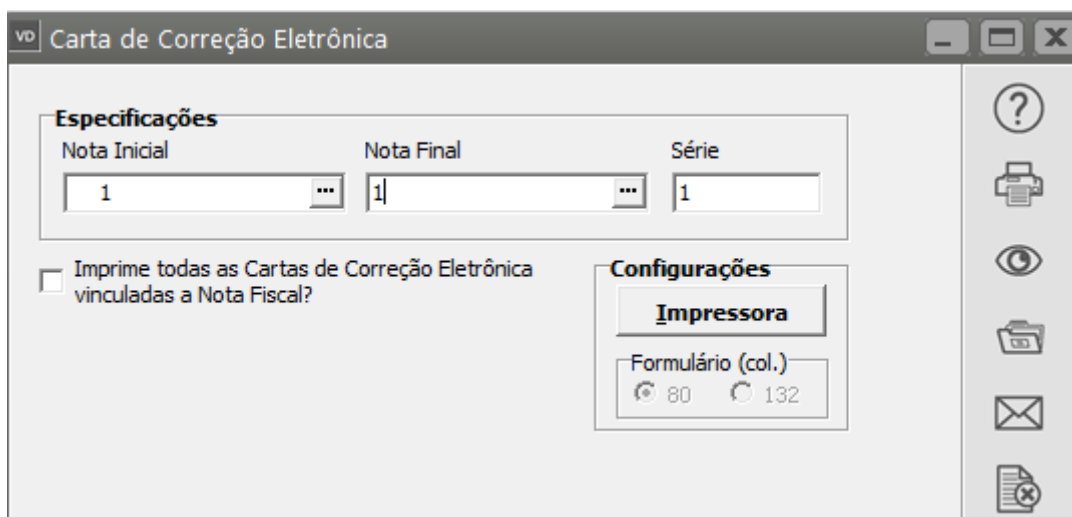 VD Carta de Correção Eletrônica
Especificações
Nota Inicial Nota Final Série
1 ... 1 ... 1
Imprime todas as Cartas de Correção Eletrônica
vinculadas a Nota Fiscal?
Configurações
Impressora
Formulário (col.)
80 132